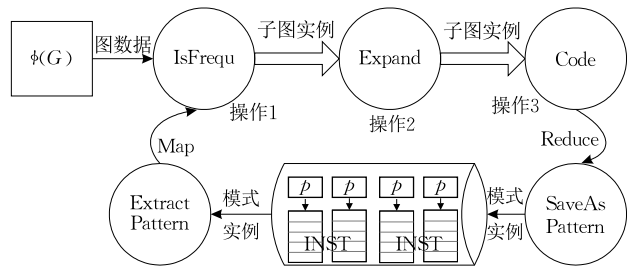 ϕ(G)
图数据
IsFrequ
子图实例
Expand
子图实例
Code
操作1
操作2
操作3
Map
Reduce
Extract
Pattern
模式
实例
p
p
p
p
INST
INST
模式
实例
SaveAs
Pattern